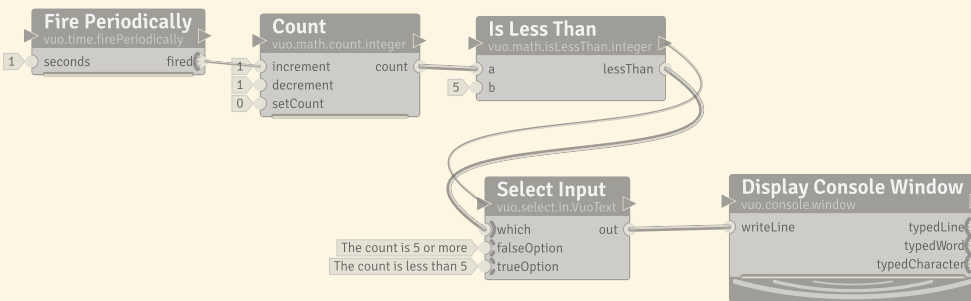 Fire Periodically
vuo.time.firePeriodically
1 seconds fired
Count
vuo.math.count.integer
1 increment count
1 decrement
0 setCount
Is Less Than
vuo.math.isLessThan.integer
a lessThan
5 b
Select Input
vuo.select.in.VuoText
which out
The count is 5 or more falseOption
The count is less than 5 trueOption
Display Console Window
vuo.console.window
writeLine typedLine
typedWord
typedCharacter